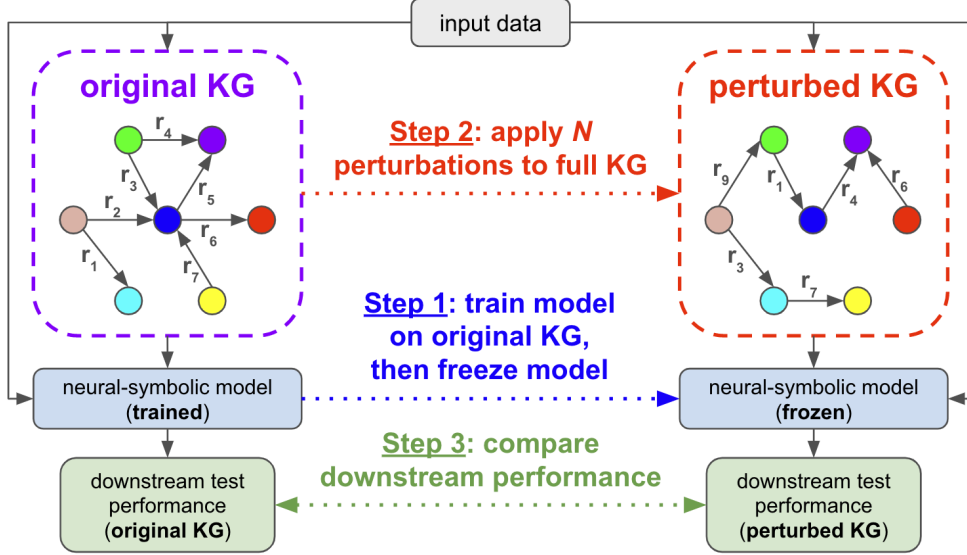 input data
original KG
r4
r3
r5
r2
r6
r1
r7
Step 2: apply N
perturbations to full KG
perturbed KG
r9
r1
r4
r6
r3
r7
Step 1: train model
on original KG,
then freeze model
neural-symbolic model
(trained)
neural-symbolic model
(frozen)
Step 3: compare
downstream performance
downstream test
performance
(original KG)
downstream test
performance
(perturbed KG)